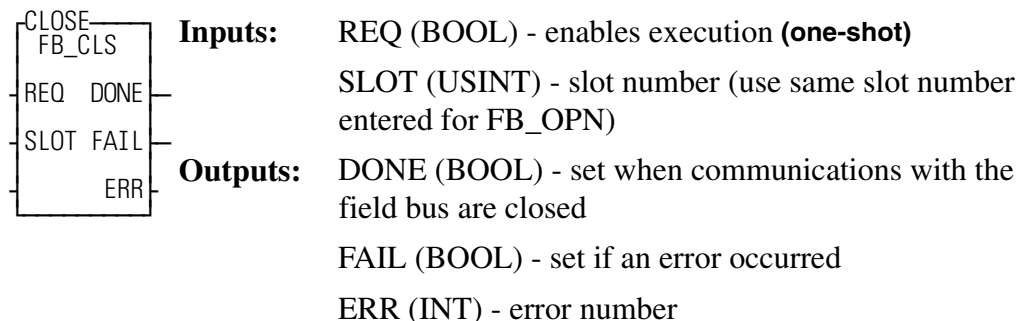 CLOSE
FB_CLS
REQ DONE
SLOT FAIL
ERR
Inputs: REQ (BOOL) - enables execution (one-shot)
SLOT (USINT) - slot number (use same slot number
entered for FB_OPN)
Outputs: DONE (BOOL) - set when communications with the
field bus are closed
FAIL (BOOL) - set if an error occurred
ERR (INT) - error number